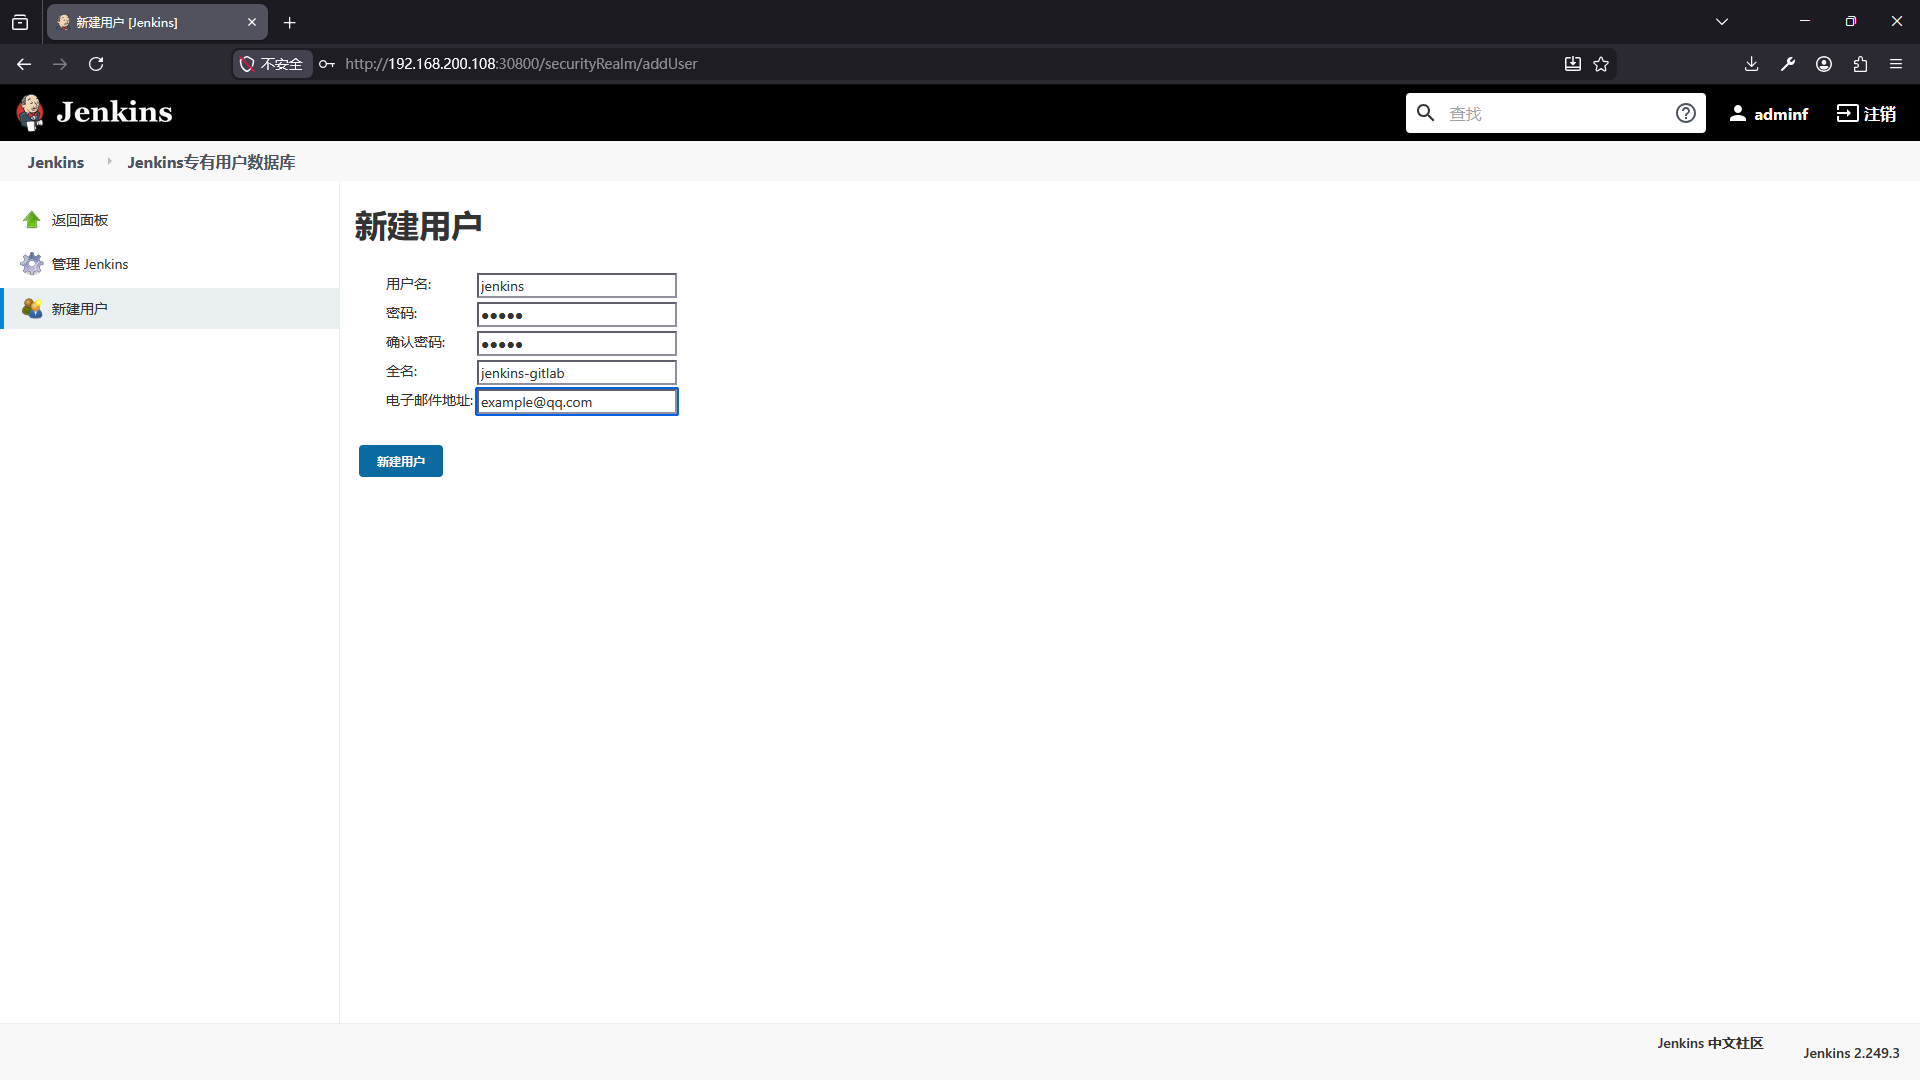 新建用户 [Jenkins]
不安全
http://192.168.200.108:30800/securityRealm/addUser
Jenkins
查找
adminf
注销
Jenkins
Jenkins专有用户数据库
返回面板
管理 Jenkins
新建用户
新建用户
用户名:
jenkins
密码:
●●●●●
确认密码:
●●●●●
全名:
jenkins-gitlab
电子邮件地址:
example@qq.com
新建用户
Jenkins 中文社区
Jenkins 2.249.3